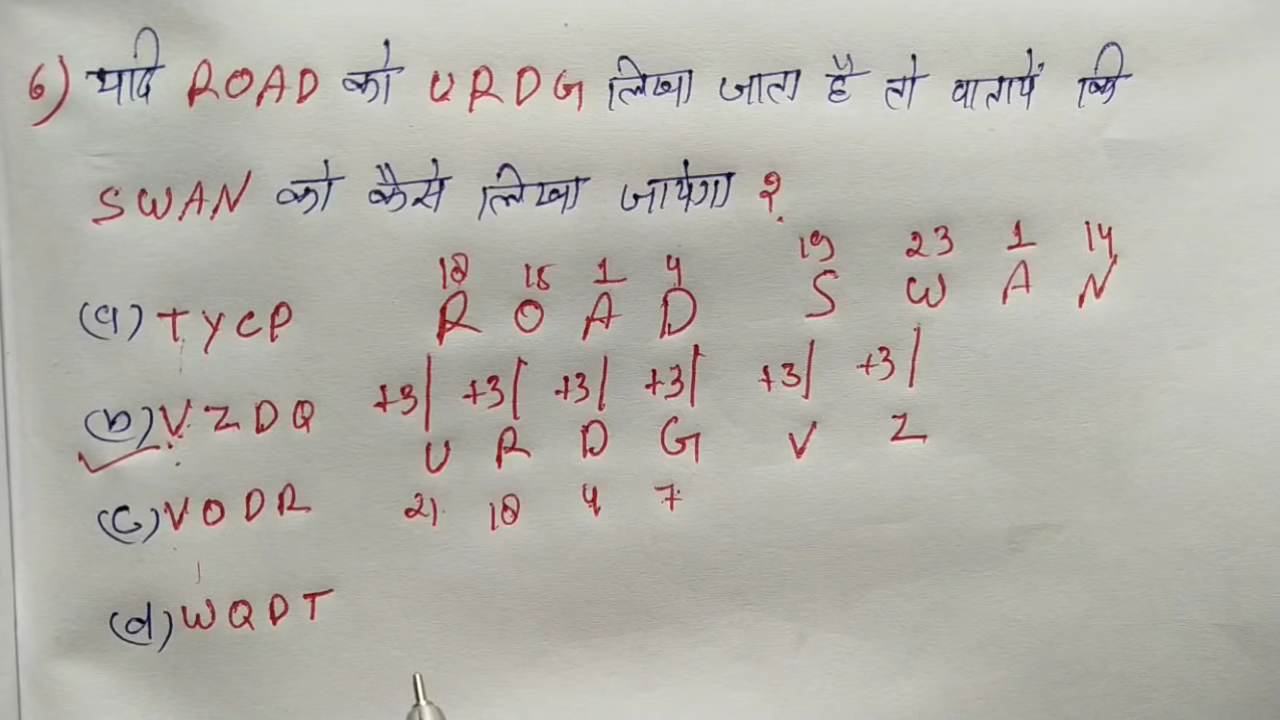 6) यदि ROAD को URDG लिखा जाता है तो बातायें कि
SWAN को कैसे लिखा जायेगा ?
(a) TYCP
(b) VZDQ
(c) VODR
(d) WQDT
18 15 1 4
R O A D
+3 +3 +3 +3
U R D G
21 18 4 7
19 23 1 14
S W A N
+3 +3
V Z